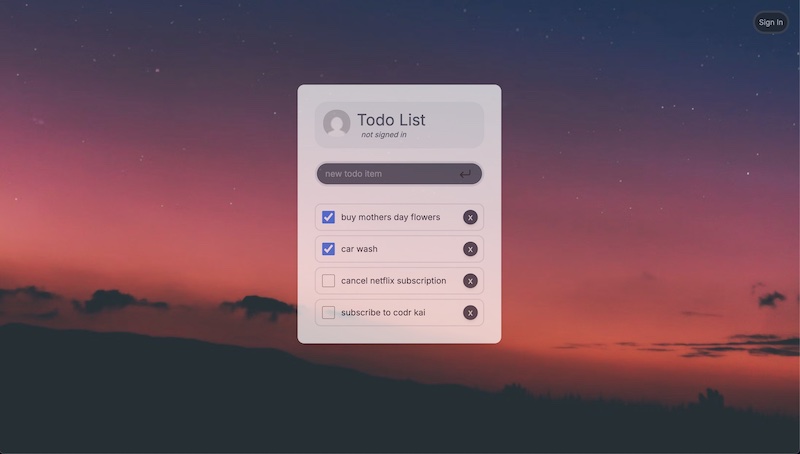 Sign In
Todo List
not signed in
new todo item
buy mothers day flowers x
car wash x
cancel netflix subscription x
subscribe to codr kai x